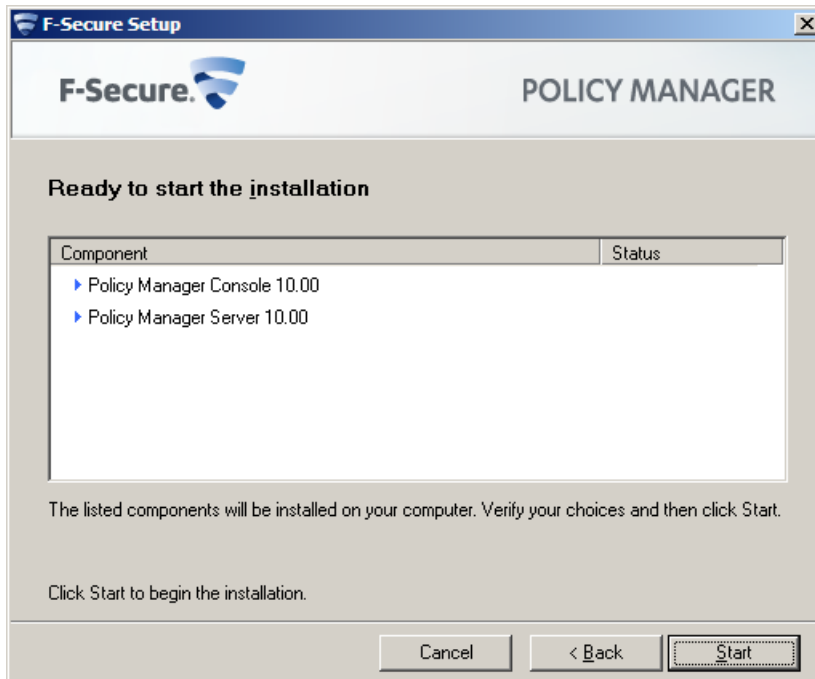 F-Secure Setup
F-Secure.
POLICY MANAGER
Ready to start the installation
Component Status
Policy Manager Console 10.00
Policy Manager Server 10.00
The listed components will be installed on your computer. Verify your choices and then click Start.
Click Start to begin the installation.
Cancel < Back Start